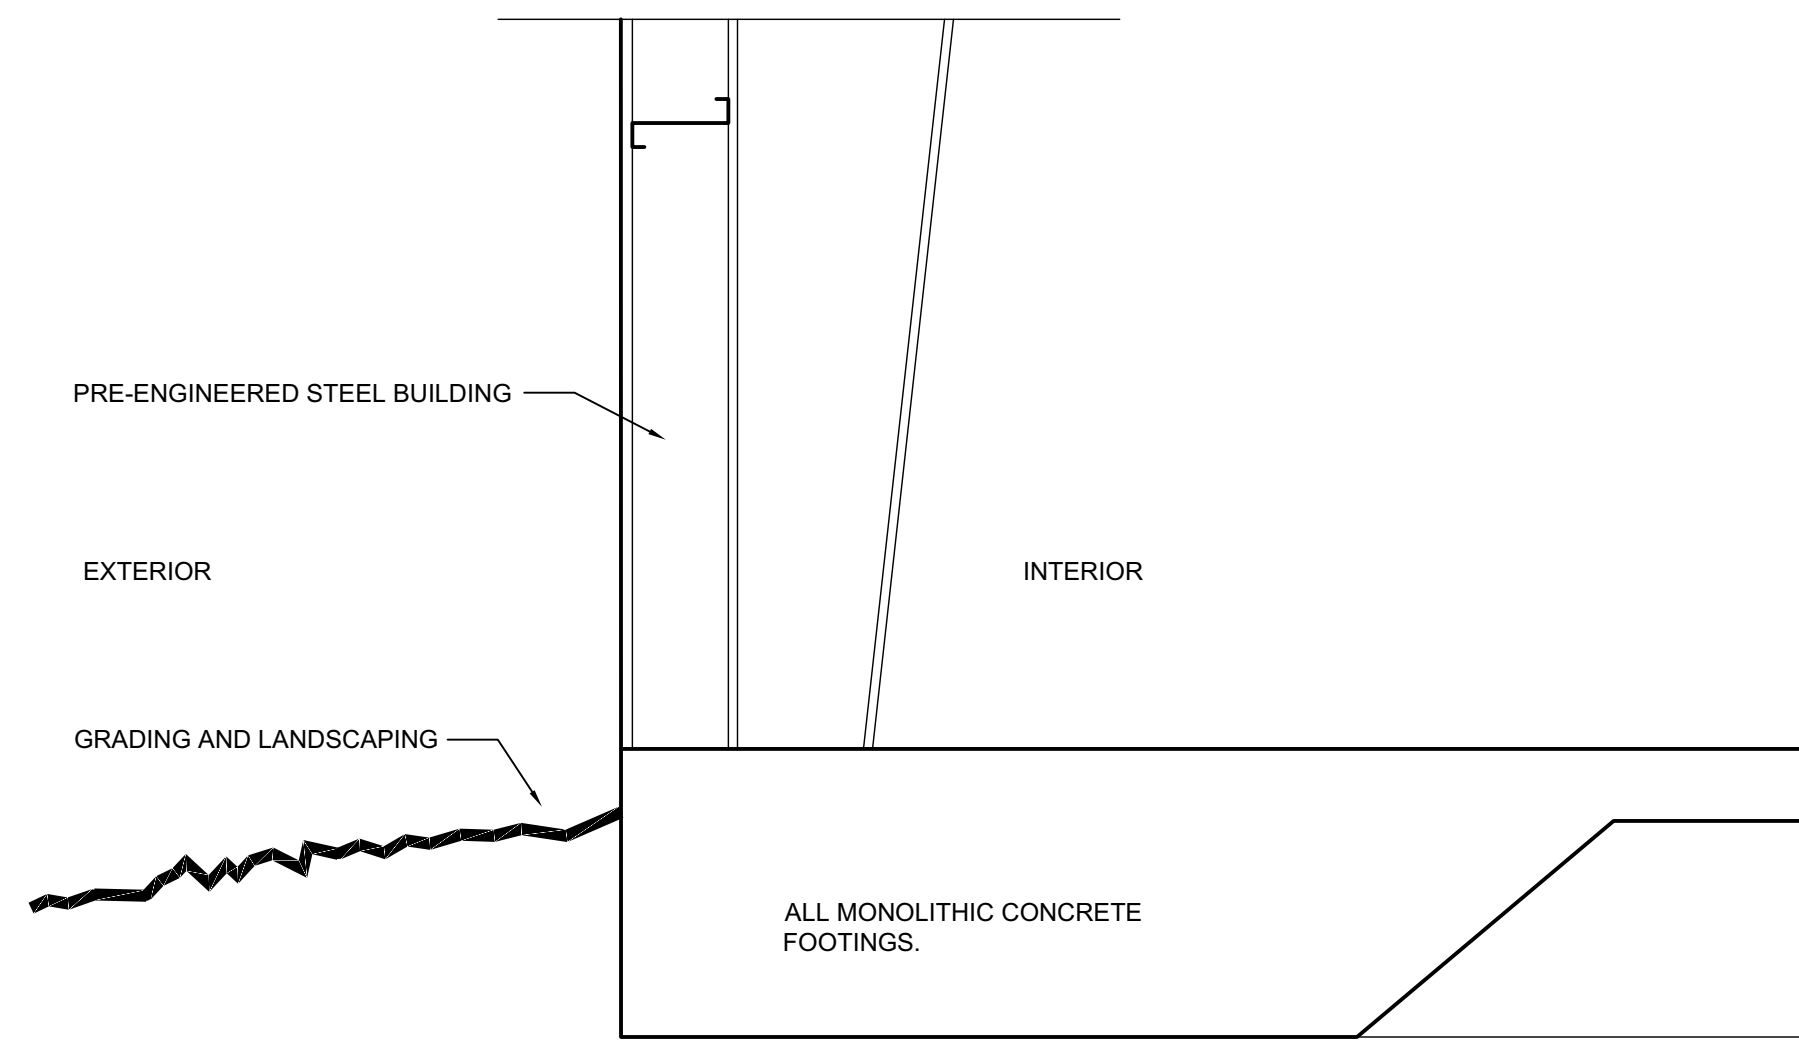 PRE-ENGINEERED STEEL BUILDING
EXTERIOR
INTERIOR
GRADING AND LANDSCAPING
ALL MONOLITHIC CONCRETE
FOOTINGS.